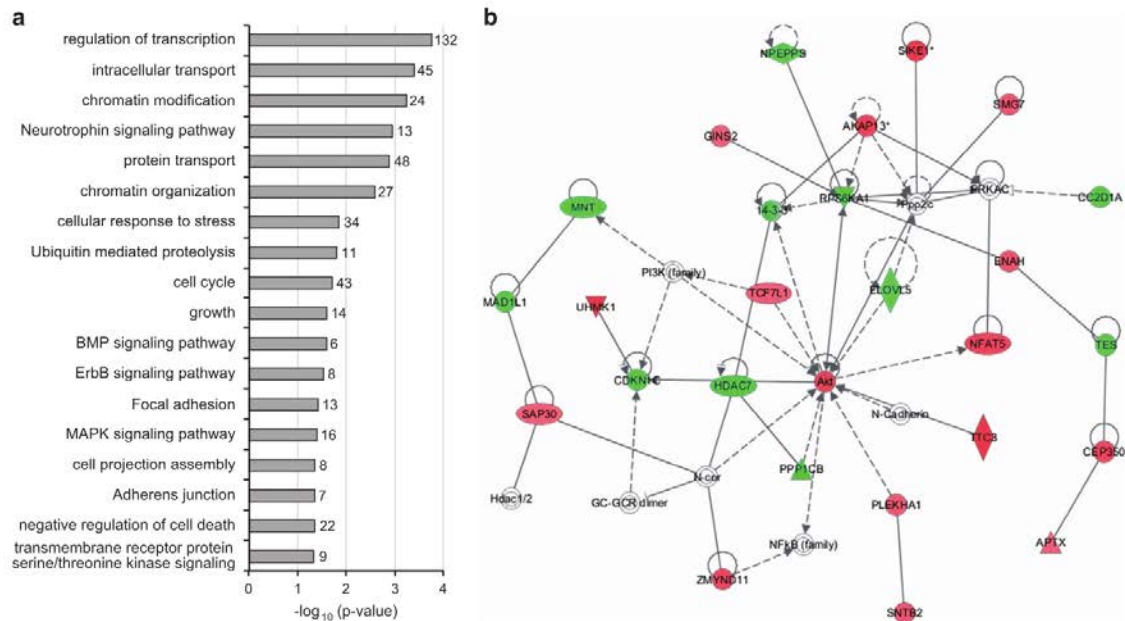 a
regulation of transcription 132
intracellular transport 45
chromatin modification 24
Neurotrophin signaling pathway 13
protein transport 48
chromatin organization 27
cellular response to stress 34
Ubiquitin mediated proteolysis 11
cell cycle 43
growth 14
BMP signaling pathway 6
ErbB signaling pathway 8
Focal adhesion 13
MAPK signaling pathway 16
cell projection assembly 8
Adherens junction 7
negative regulation of cell death 22
transmembrane receptor protein
serine/threonine kinase signaling 9
0 1 2 3 4
-log10 (p-value)
b
NPEPPS
SIKE1*
SMG7
AKAP13*
GINS2
PRKAC
RPS6KA1
Pp2c
CC2D1A
14-3-3
MNT
ENAH
PI3K (family)
ELOVL5
TCF7L1
MAD1L1
UHMK1
NFAT5
TES
CDKN1C
HDAC7
Akt
N-Cadherin
SAP30
TTC3
CEP350
PPP1CB
N-cor
Hdac1/2
GC-GCR dimer
PLEKHA1
NFkB (family)
APTX
ZMYND11
SNTB2